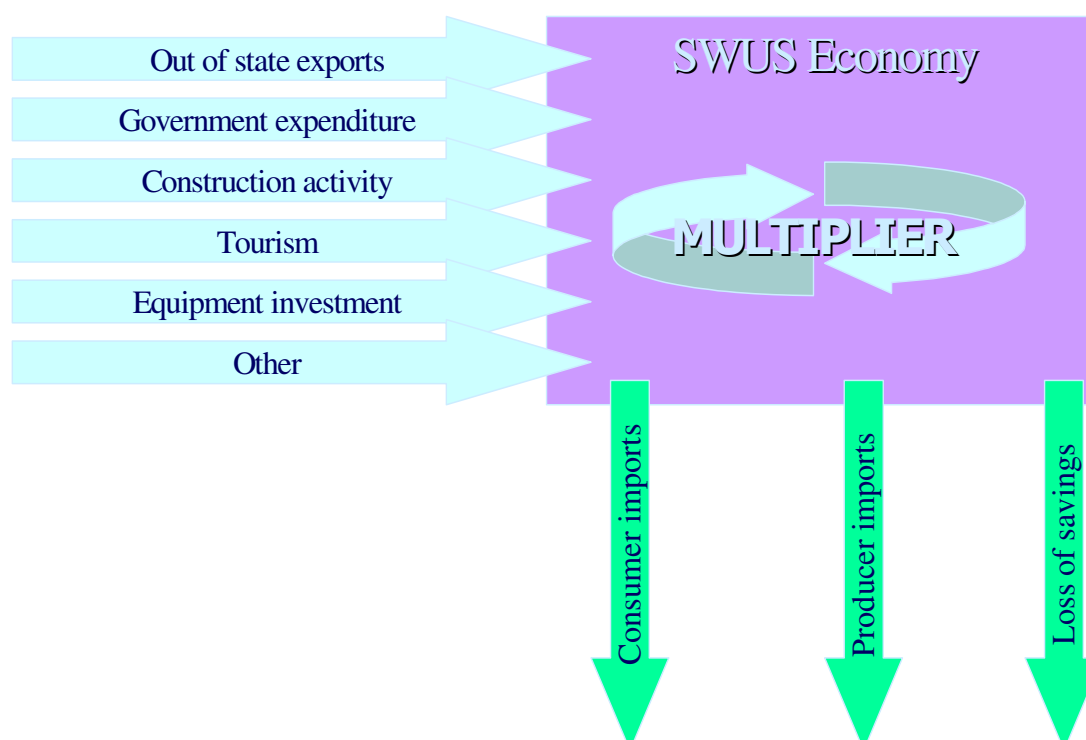 Out of state exports
SWUS Economy
Government expenditure
Construction activity
Tourism
MULTIPLIER
Equipment investment
Other
Consumer imports
Producer imports
Loss of savings